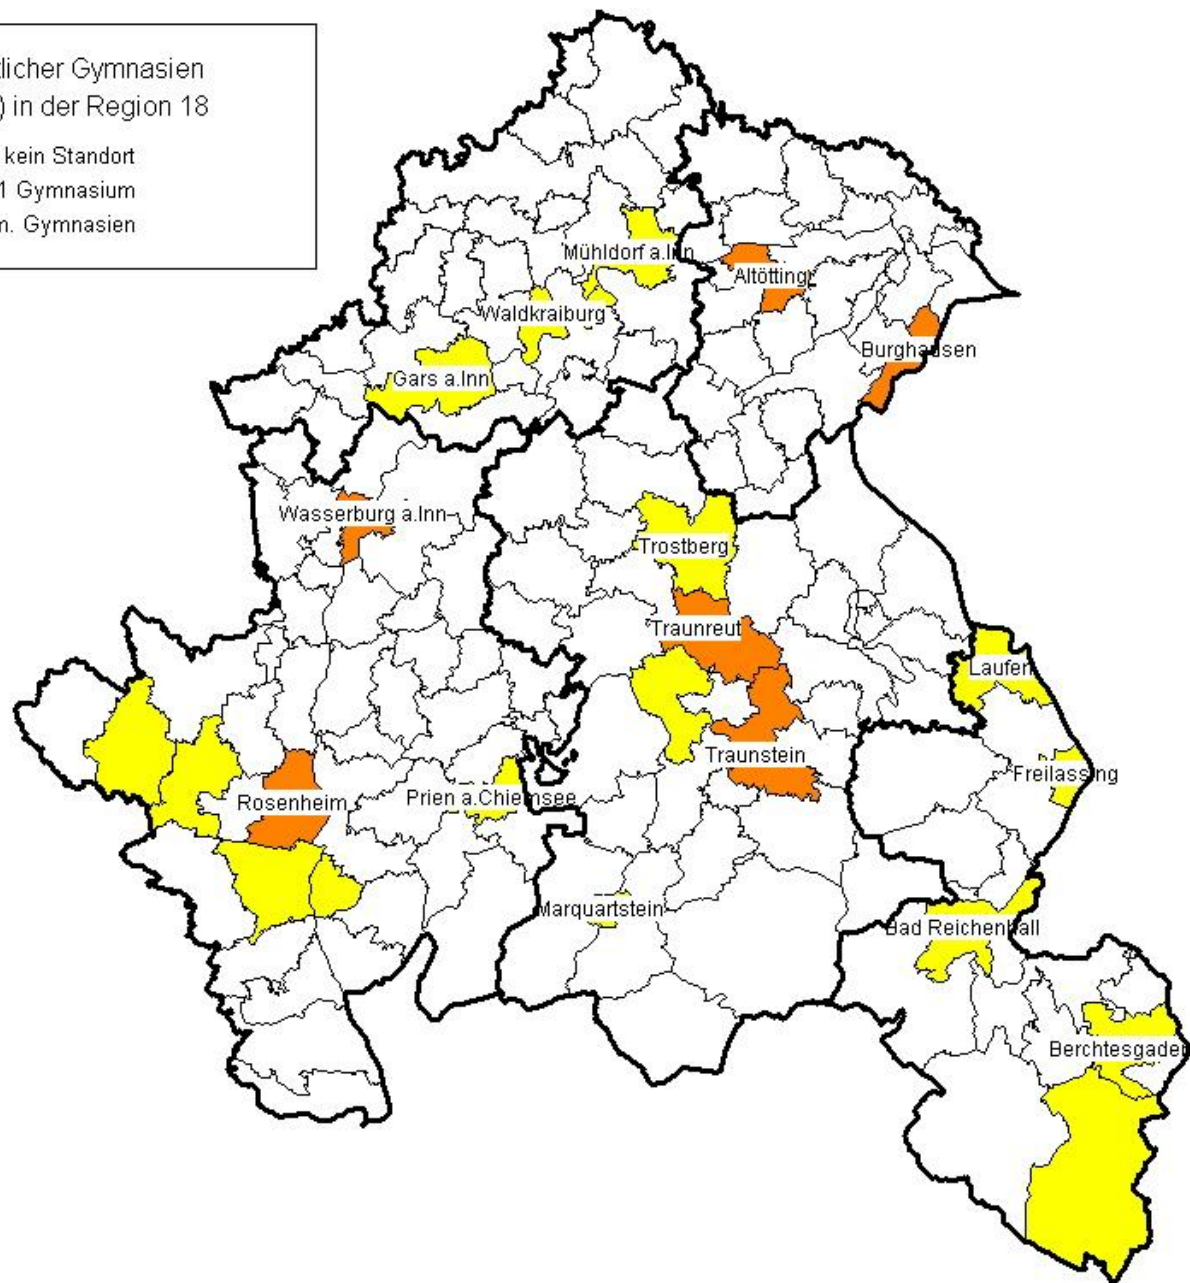 licher Gymnasien
) in der Region 18
kein Standort
1 Gymnasium
n. Gymnasien
Mühldorf a.Inn
Altötting
Waldkraiburg
Burghausen
Gars a.Inn
Wasserburg a.Inn
Trostberg
Traunreut
Laufen
Traunstein
Freilassing
Rosenheim
Prien a.Chiemsee
Marquartstein
Bad Reichenhall
Berchtesgaden